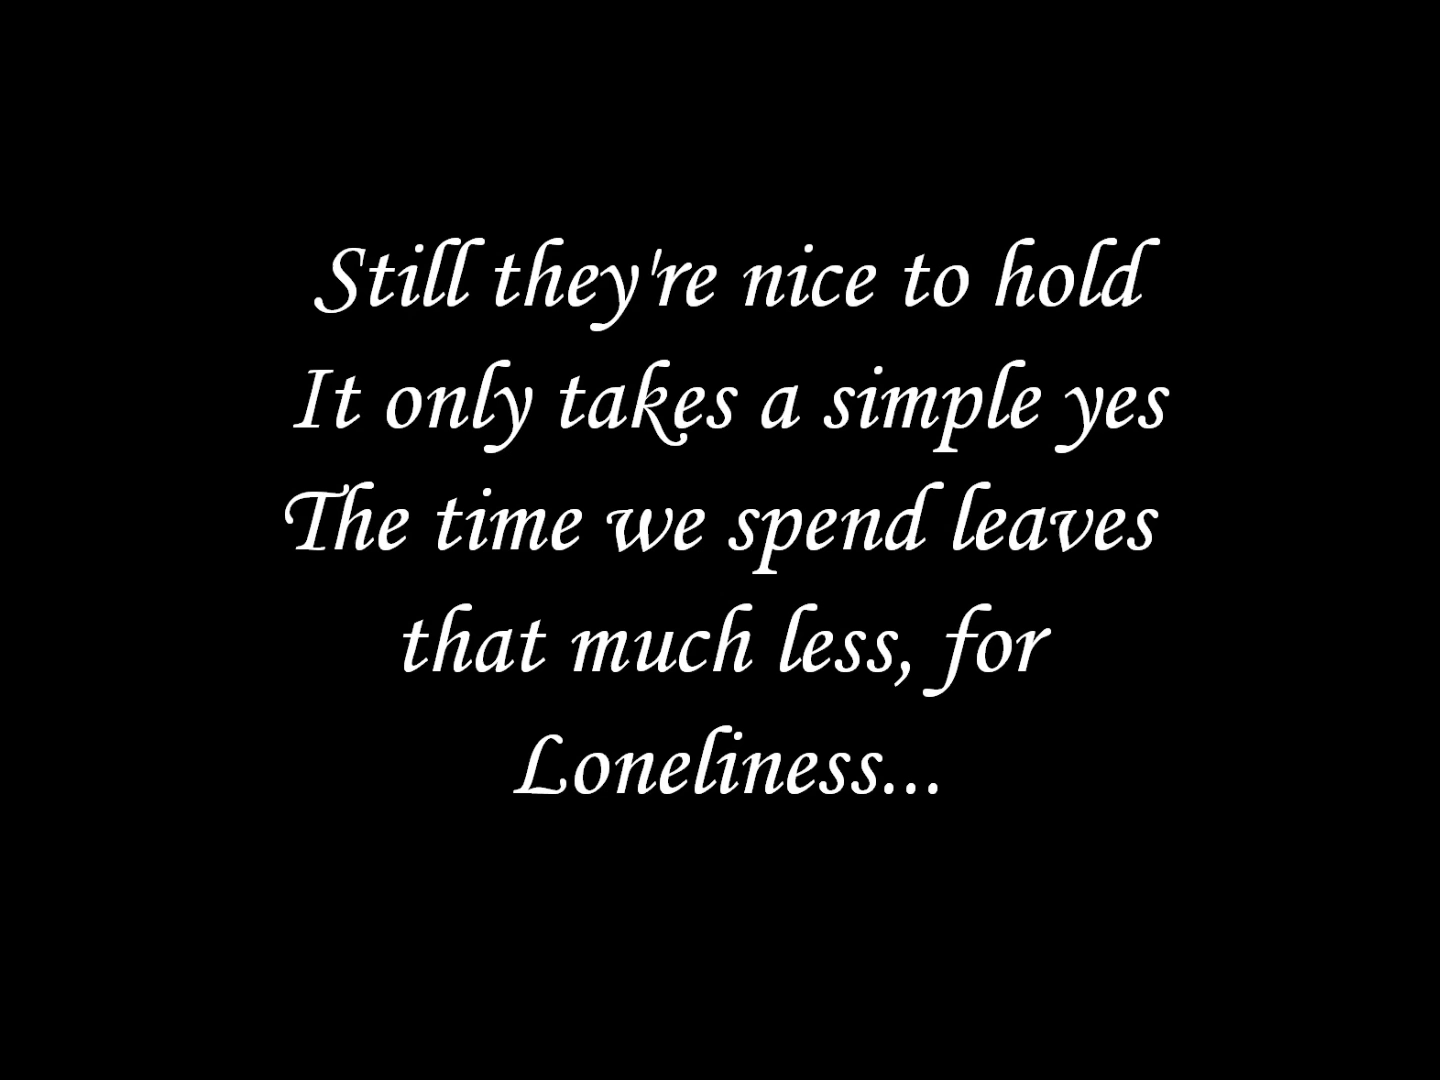 Still they're nice to hold
It only takes a simple yes
The time we spend leaves
that much less, for
Loneliness...